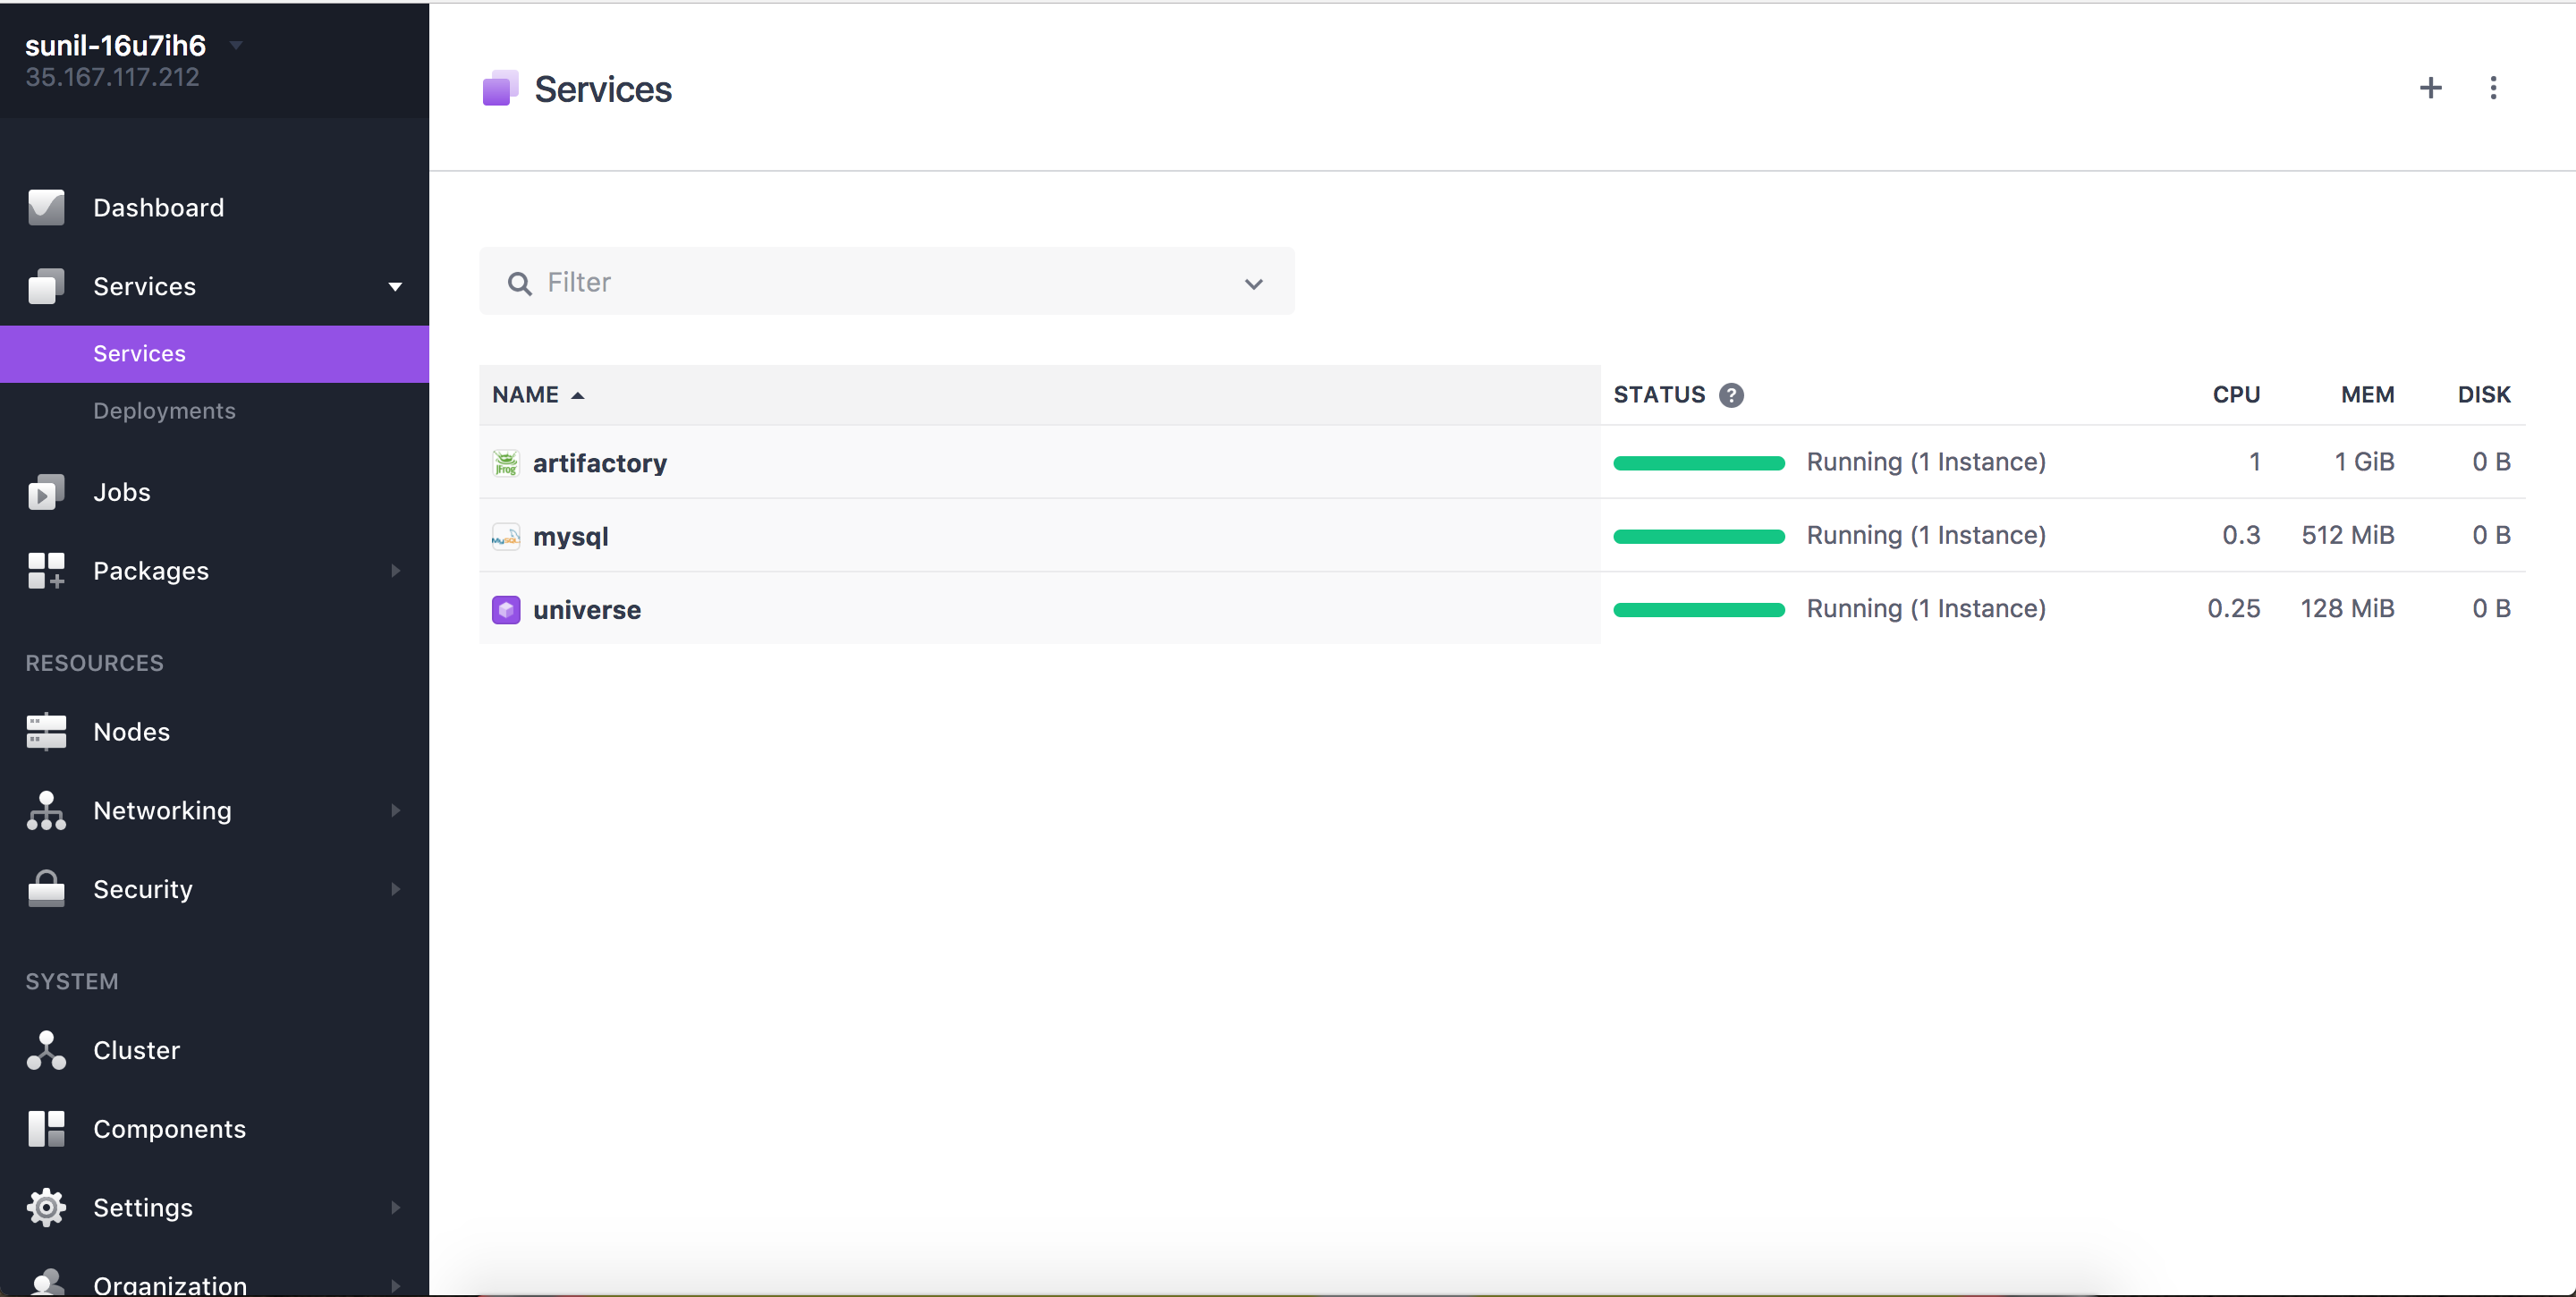 sunil-16u7ih6
35.167.117.212
Dashboard
Services
Services
Deployments
Jobs
Packages
RESOURCES
Nodes
Networking
Security
SYSTEM
Cluster
Components
Settings
Organization
Services
Filter
NAME STATUS ? CPU MEM DISK
JFrog artifactory Running (1 Instance) 1 1 GiB 0 B
MySQL mysql Running (1 Instance) 0.3 512 MiB 0 B
universe Running (1 Instance) 0.25 128 MiB 0 B